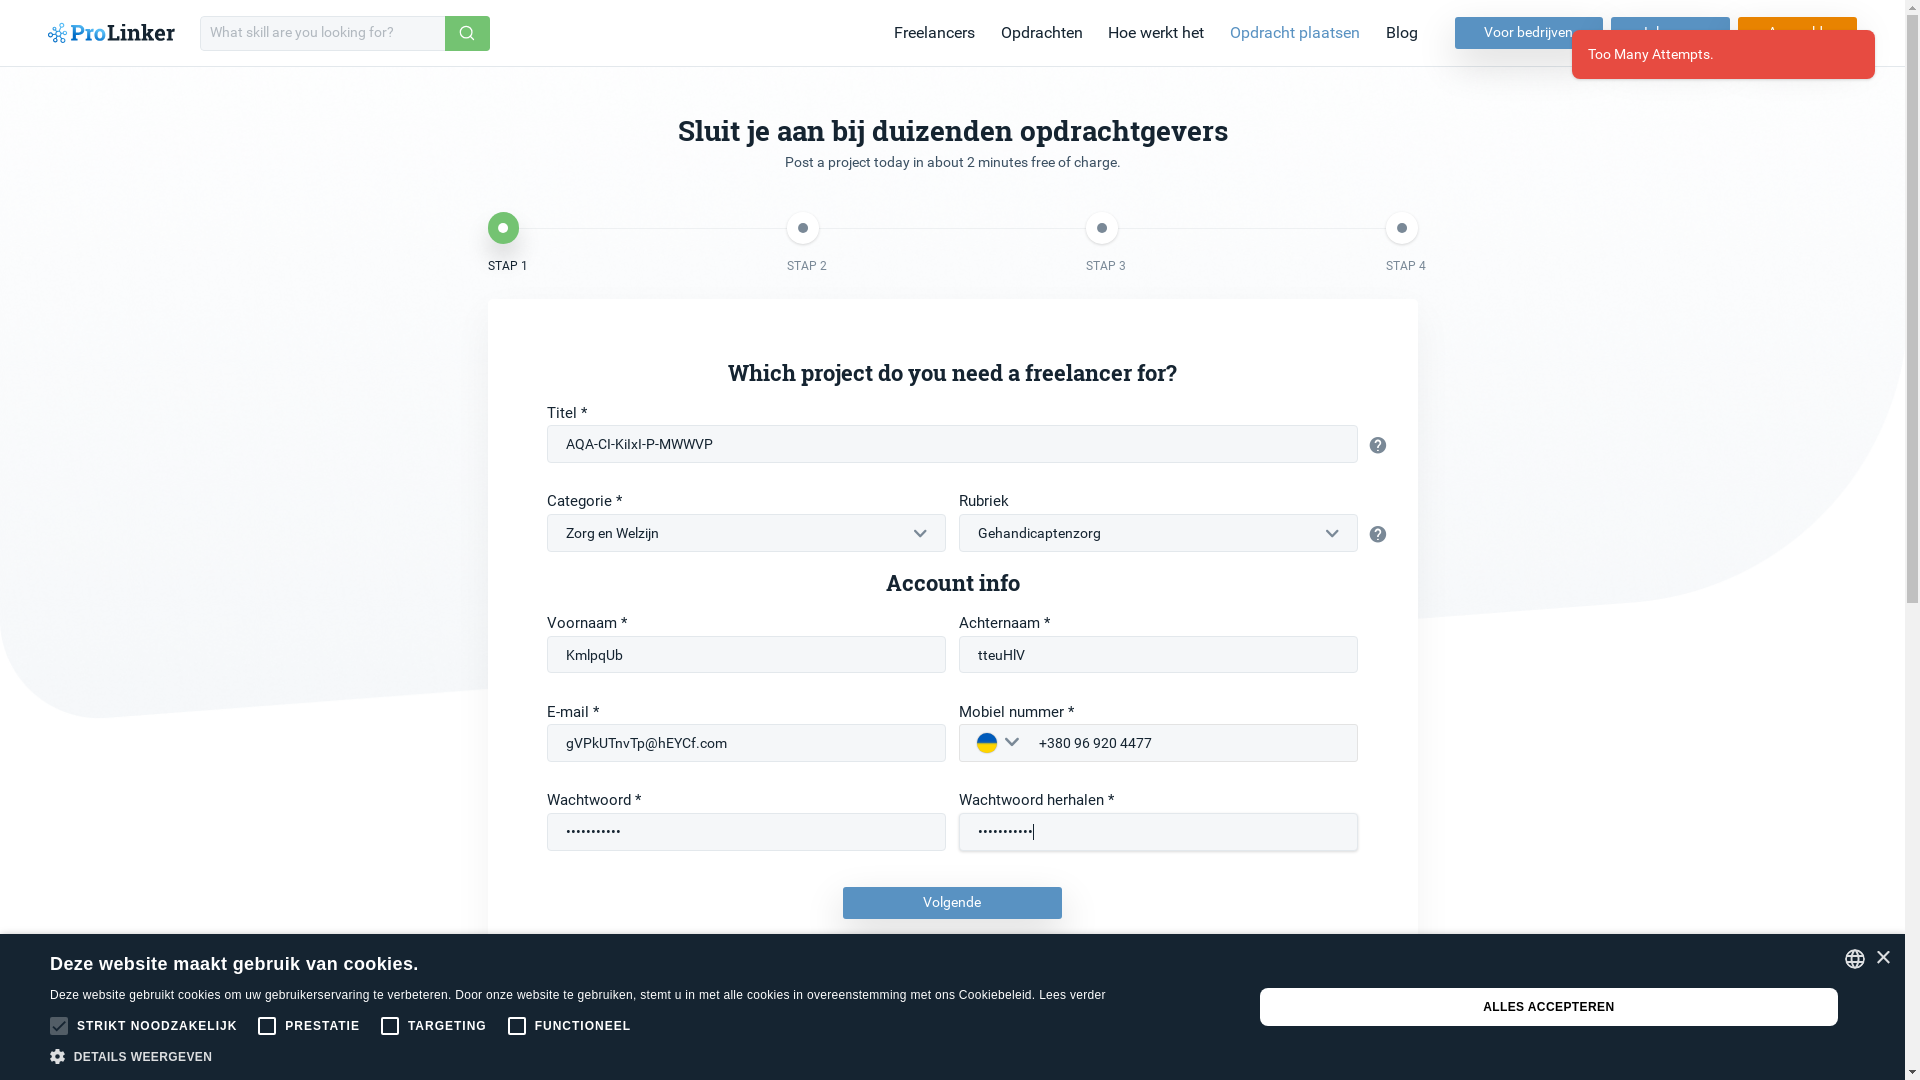 ProLinker
What skill are you looking for?
Freelancers
Opdrachten
Hoe werkt het
Opdracht plaatsen
Blog
Voor bedrijven
Too Many Attempts.
Sluit je aan bij duizenden opdrachtgevers
Post a project today in about 2 minutes free of charge.
STAP 1
STAP 2
STAP 3
STAP 4
Which project do you need a freelancer for?
Titel *
AQA-CI-KiIxI-P-MWWVP
Categorie *
Rubriek
Zorg en Welzijn
Gehandicaptenzorg
Account info
Voornaam *
Achternaam *
KmlpqUb
tteuHlV
E-mail *
Mobiel nummer *
gVPkUTnvTp@hEYCf.com
+380 96 920 4477
Wachtwoord *
Wachtwoord herhalen *
•••••••••••
•••••••••••
Volgende
Deze website maakt gebruik van cookies.
Deze website gebruikt cookies om uw gebruikerservaring te verbeteren. Door onze website te gebruiken, stemt u in met alle cookies in overeenstemming met ons Cookiebeleid. Lees verder
STRIKT NOODZAKELIJK
PRESTATIE
TARGETING
FUNCTIONEEL
DETAILS WEERGEVEN
ALLES ACCEPTEREN
×